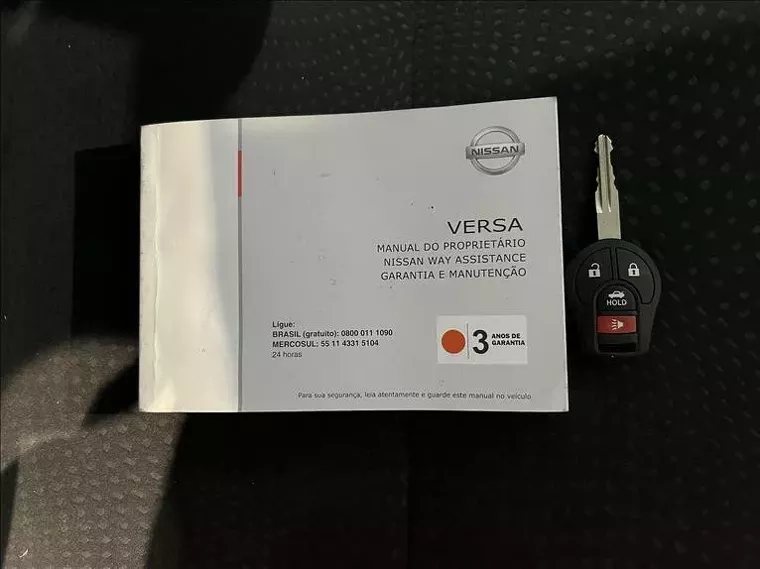 NISSAN
VERSA
MANUAL DO PROPRIETÁRIO
NISSAN WAY ASSISTANCE
GARANTIA E MANUTENÇÃO
Ligue:
BRASIL (gratuito): 0800 011 1090
MERCOSUL: 55 11 4331 5104
24 horas
3 ANOS DE
GARANTIA
Para sua segurança, leia atentamente e guarde este manual no veículo
HOLD